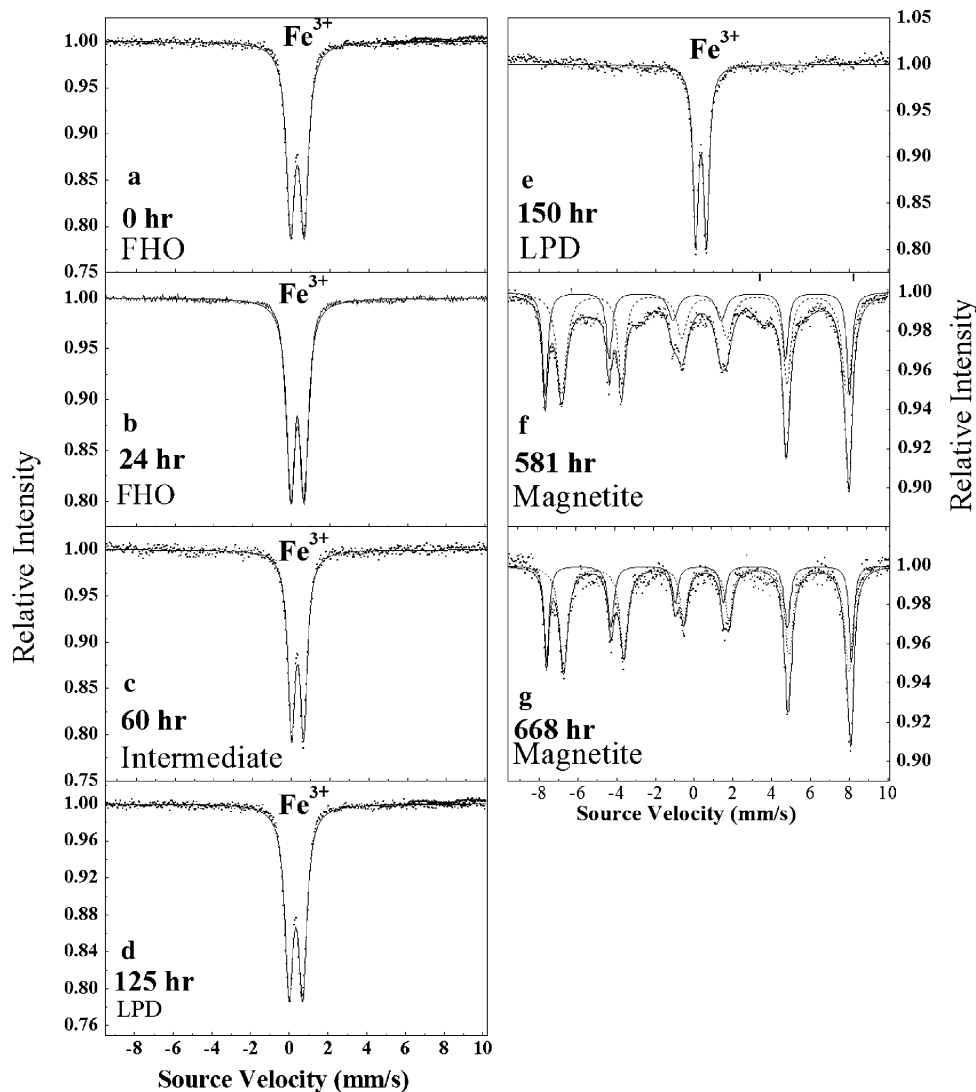 Relative Intensity
Fe3+
1.00
0.95
0.90
0.85
0.80
0.75
a
0 hr
FHO
Fe3+
1.00
0.95
0.90
0.85
0.80
b
24 hr
FHO
Fe3+
1.00
0.95
0.90
0.85
0.80
0.75
c
60 hr
Intermediate
Fe3+
1.00
0.96
0.92
0.88
0.84
0.80
0.76
d
125 hr
LPD
-8 -6 -4 -2 0 2 4 6 8 10
Source Velocity (mm/s)
Fe3+
1.05
1.00
0.95
0.90
0.85
0.80
e
150 hr
LPD
1.00
0.98
0.96
0.94
0.92
0.90
f
581 hr
Magnetite
1.00
0.98
0.96
0.94
0.92
0.90
g
668 hr
Magnetite
-8 -6 -4 -2 0 2 4 6 8 10
Source Velocity (mm/s)
Relative Intensity